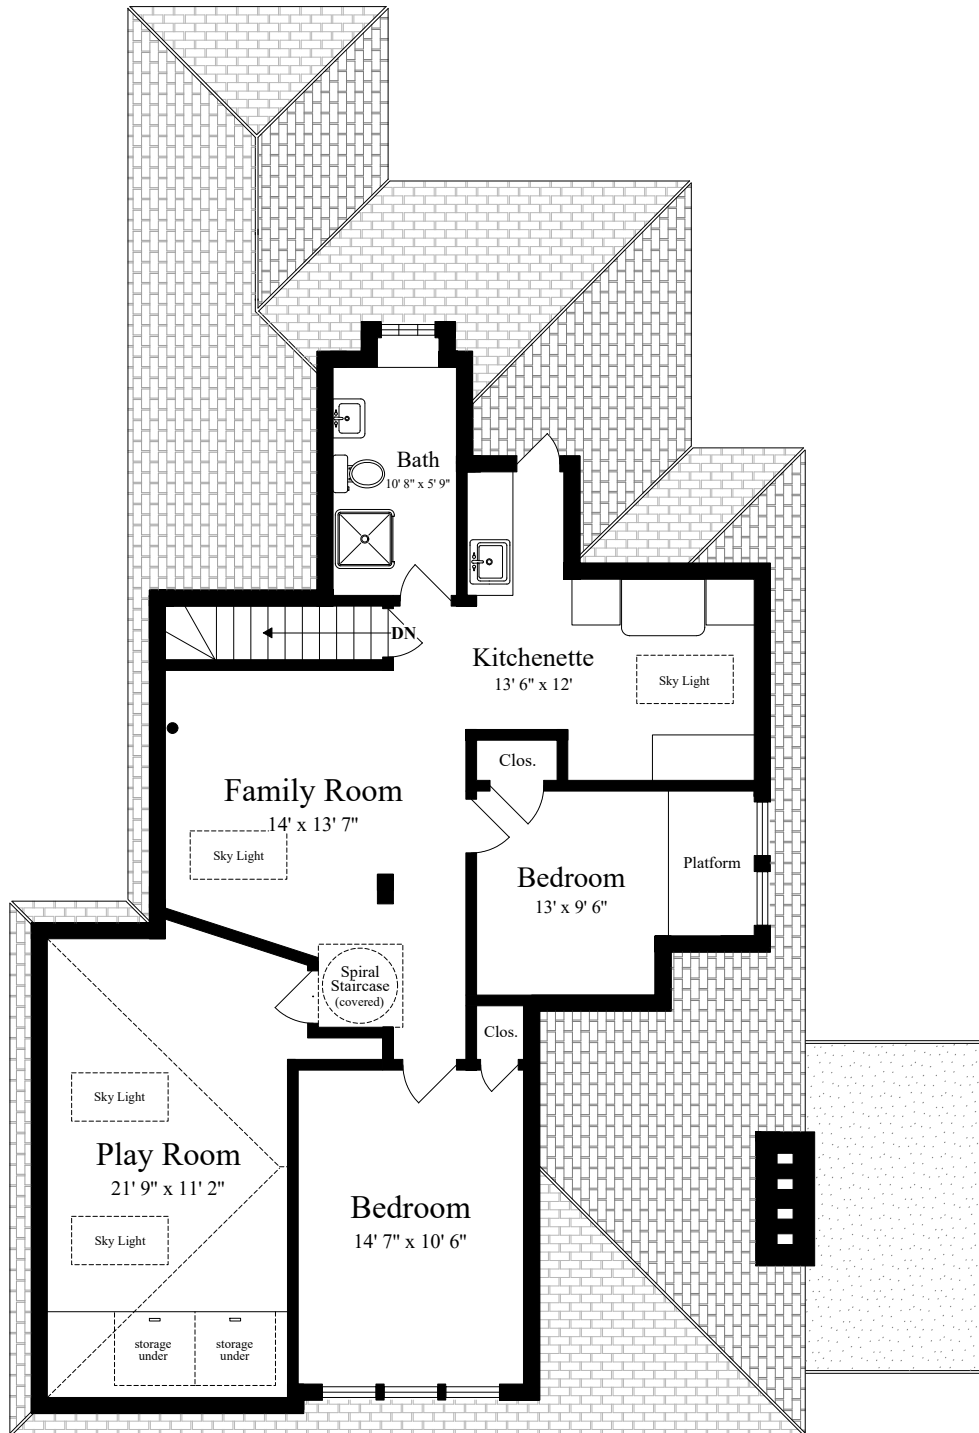 Bath
10' 8" x 5' 9"
DN
Kitchenette
13' 6" x 12'
Sky Light
Clos.
Family Room
14' x 13' 7"
Sky Light
Bedroom
13' x 9' 6"
Platform
Spiral
Staircase
(covered)
Clos.
Sky Light
Play Room
21' 9" x 11' 2"
Sky Light
Bedroom
14' 7" x 10' 6"
storage
under
storage
under